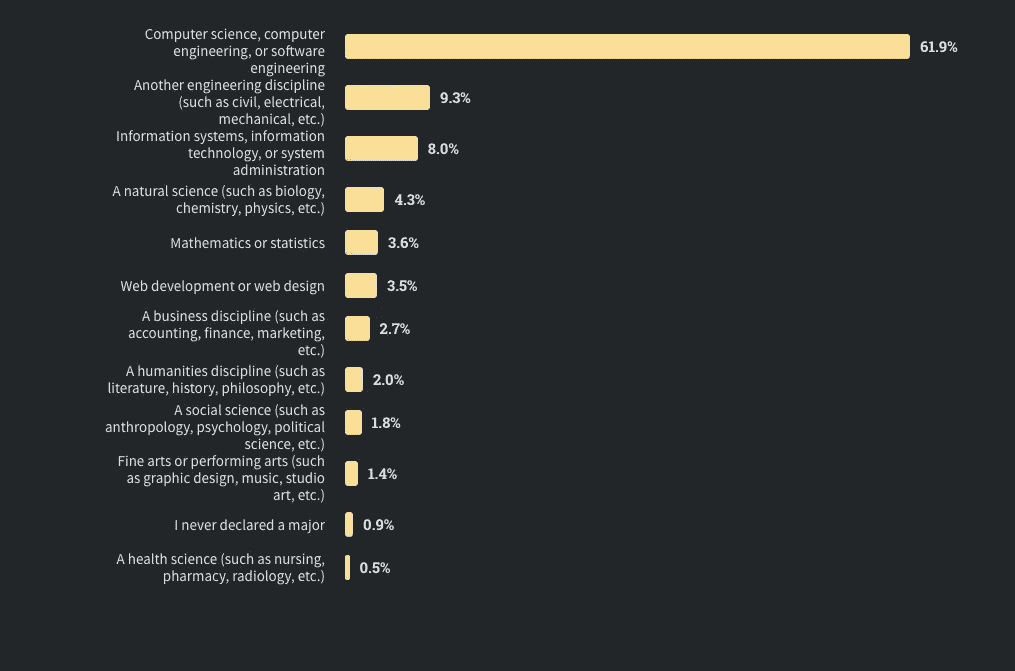 Computer science, computer
engineering, or software
engineering
61.9%
Another engineering discipline
(such as civil, electrical,
mechanical, etc.)
9.3%
Information systems, information
technology, or system
administration
8.0%
A natural science (such as biology,
chemistry, physics, etc.)
4.3%
Mathematics or statistics
3.6%
Web development or web design
3.5%
A business discipline (such as
accounting, finance, marketing,
etc.)
2.7%
A humanities discipline (such as
literature, history, philosophy, etc.)
2.0%
A social science (such as
anthropology, psychology, political
science, etc.)
1.8%
Fine arts or performing arts (such
as graphic design, music, studio
art, etc.)
1.4%
I never declared a major
0.9%
A health science (such as nursing,
pharmacy, radiology, etc.)
0.5%